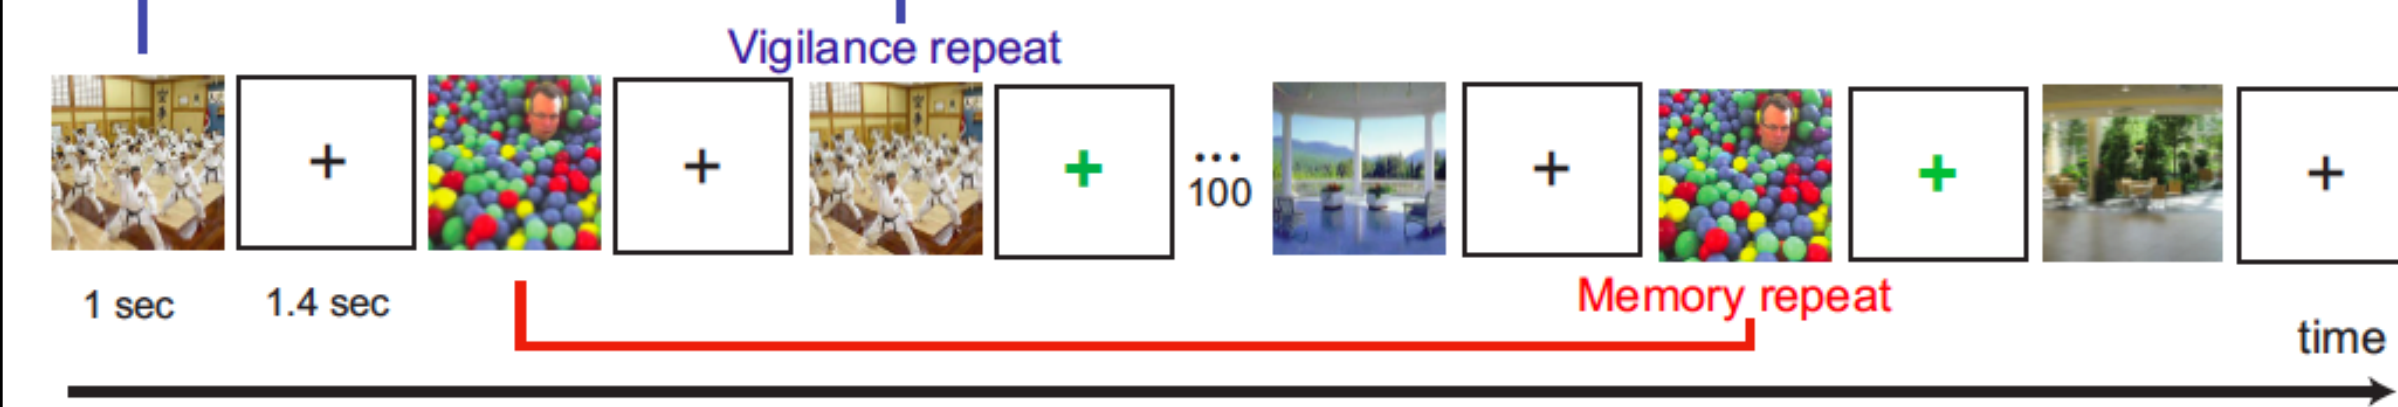 Vigilance repeat
+
+
+
...
100
+
+
+
1 sec
1.4 sec
Memory repeat
time